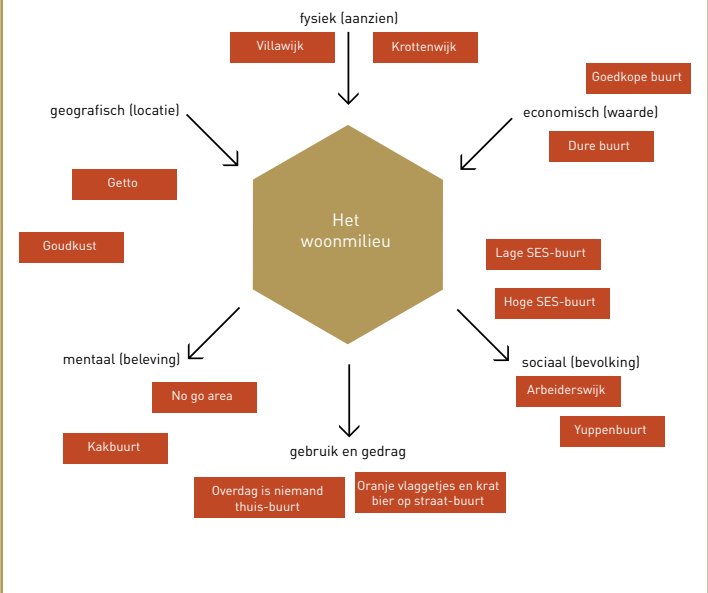 fysiek (aanzien)
Villawijk
Krottenwijk
Goedkope buurt
geografisch (locatie)
economisch (waarde)
Dure buurt
Getto
Het
woonmilieu
Goudkust
Lage SES-buurt
Hoge SES-buurt
mentaal (beleving)
sociaal (bevolking)
No go area
Arbeiderswijk
Yuppenbuurt
Kakbuurt
gebruik en gedrag
Overdag is niemand
thuis-buurt
Oranje vlaggetjes en krat
bier op straat-buurt